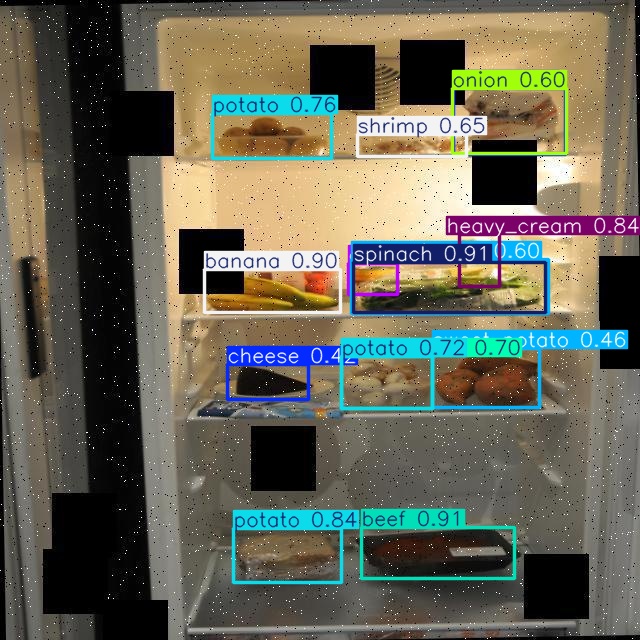 onion 0.60
potato 0.76
shrimp 0.65
heavy_cream 0.84
spinach 0.91
0.60
banana 0.90
potato 0.46
potato 0.72
0.70
cheese 0.42
potato 0.84
beef 0.91